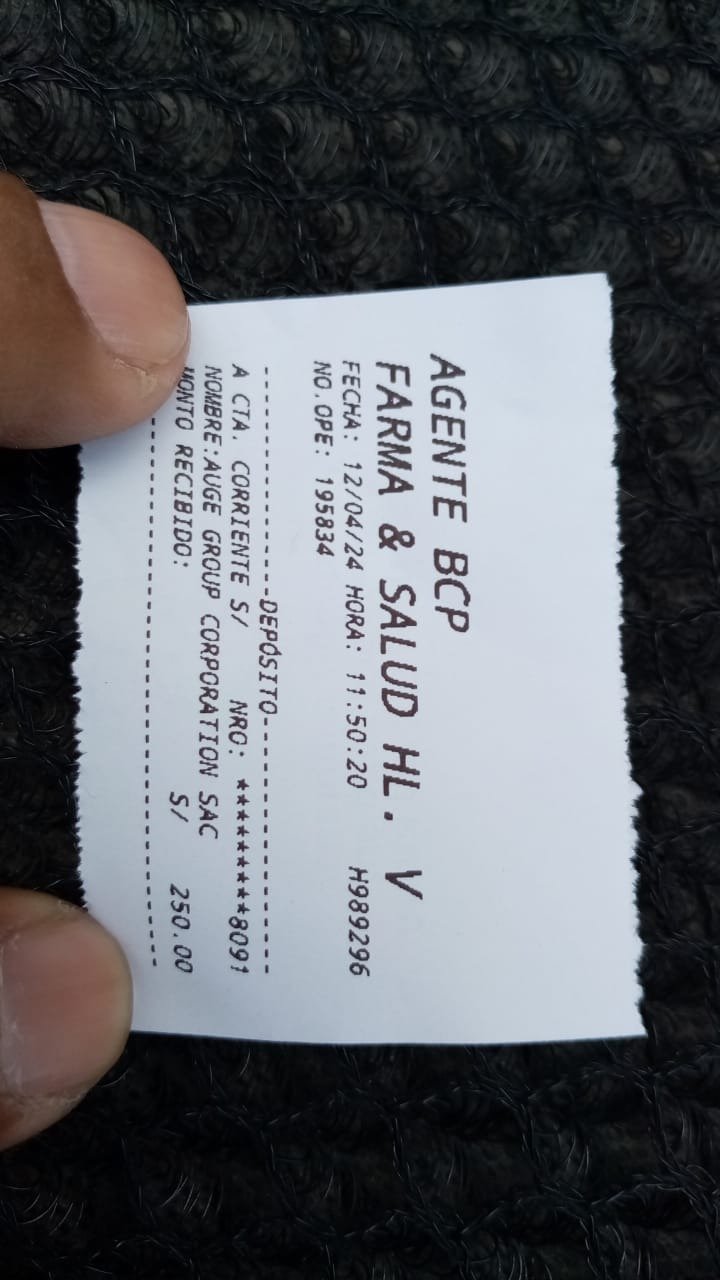 AGENTE BCP
FARMA & SALUD HL. V
FECHA: 12/04/24 HORA: 11:50:20 H989296
NO.OPE: 195834
---------------------DEPÓSITO-------------------------
A CTA. CORRIENTE S/ NRO: **********8091
NOMBRE:AUGE GROUP CORPORATION SAC
MONTO RECIBIDO: S/ 250.00